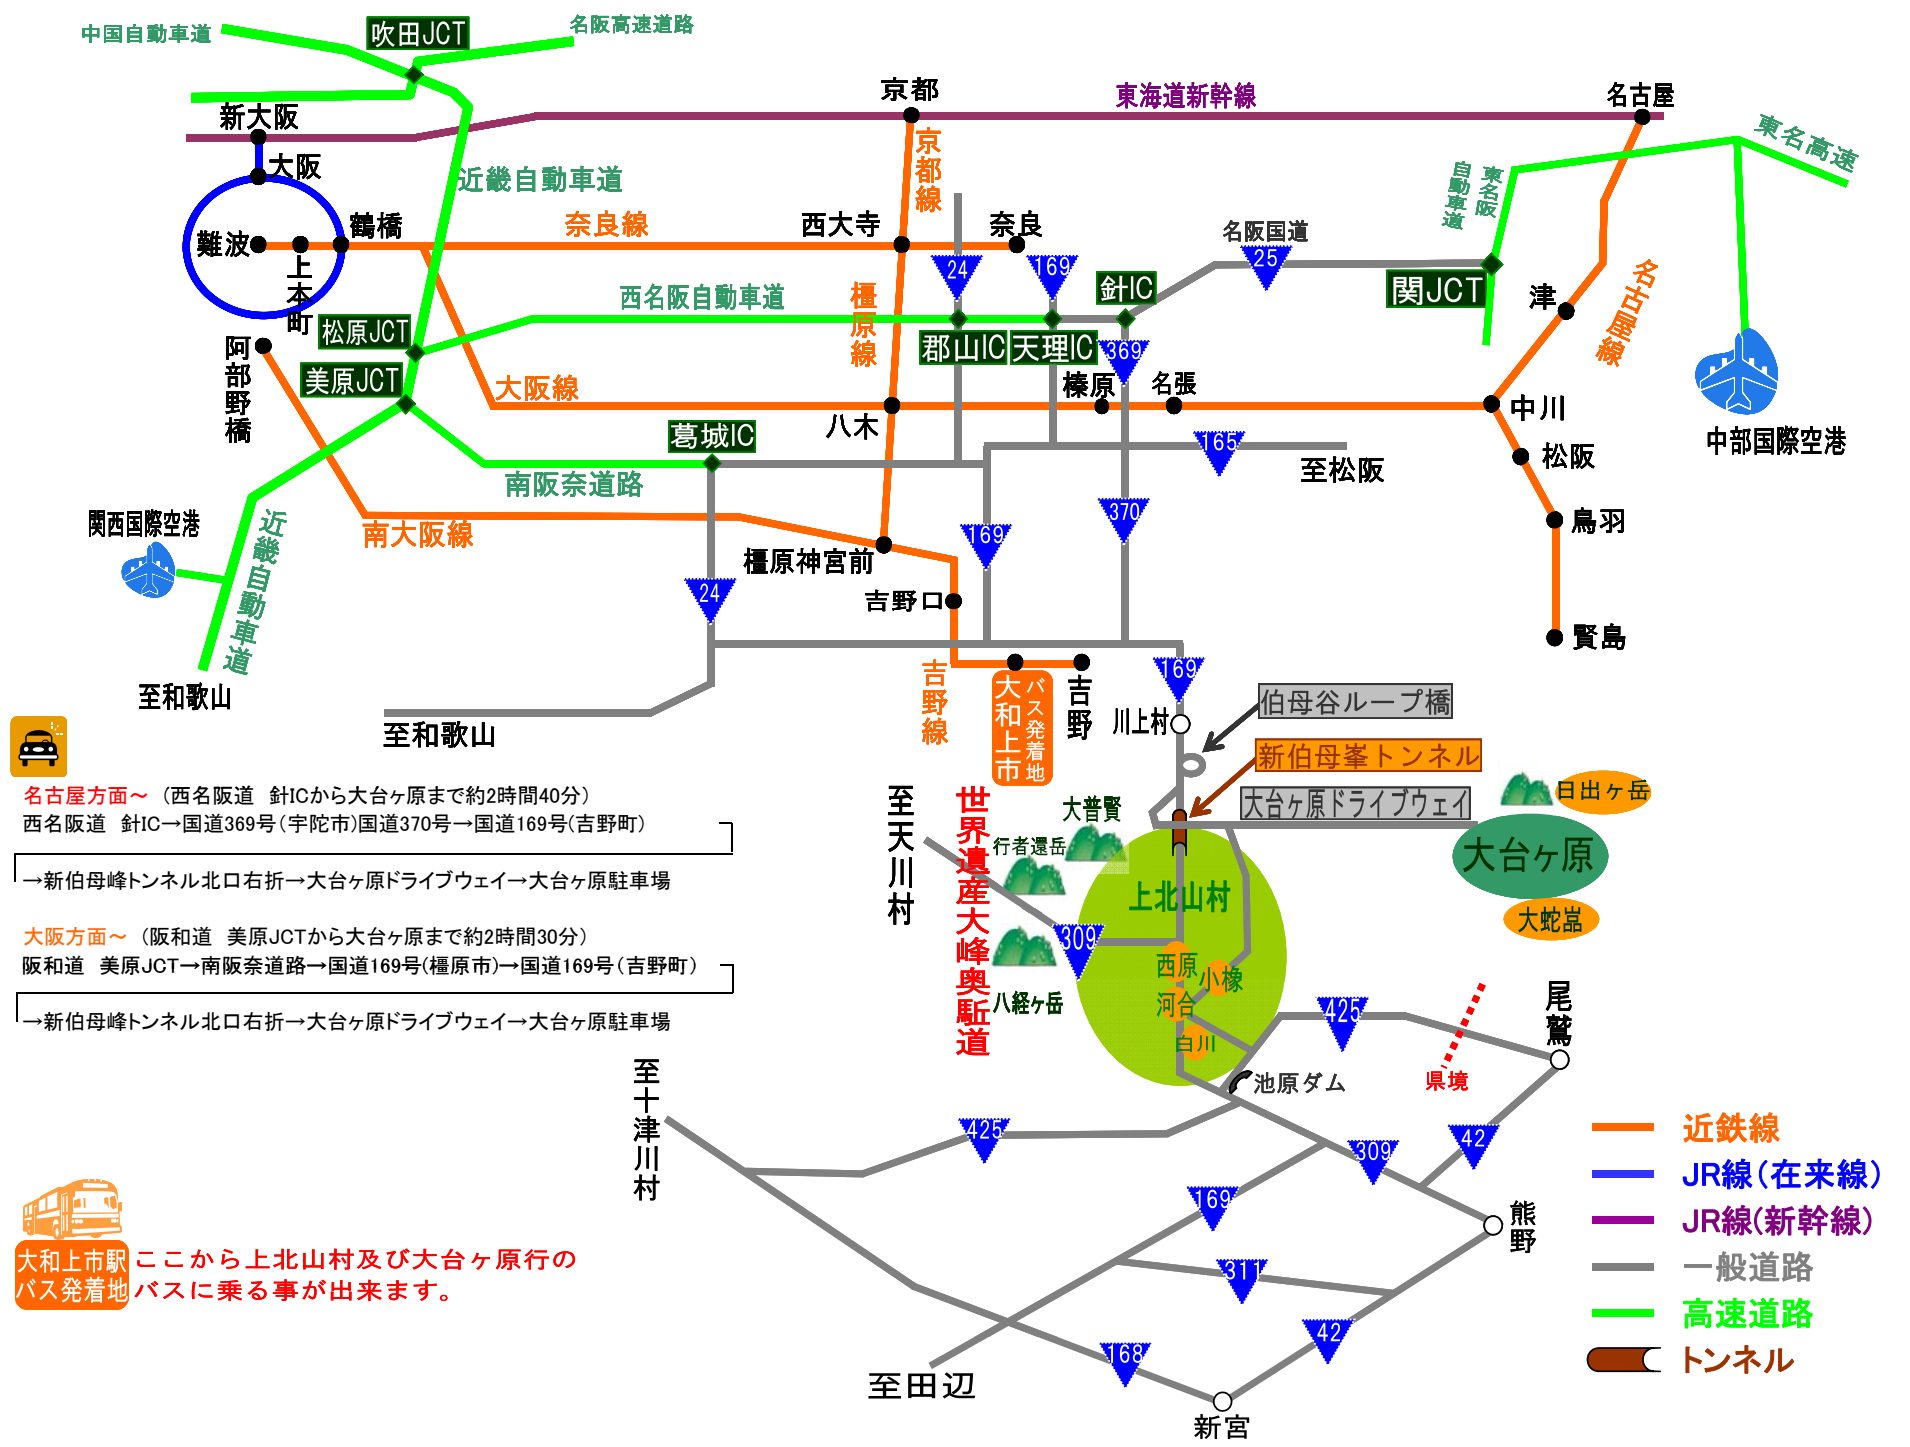 中国自動車道
吹田JCT
名阪高速道路
新大阪
京都
東海道新幹線
名古屋
東名高速
大阪
近畿自動車道
京都線
東名阪自動車道
難波
上本町
鶴橋
奈良線
西大寺
奈良
名阪国道
24
169
25
針IC
関JCT
津
名古屋線
西名阪自動車道
橿原線
松原JCT
郡山IC
天理IC
369
美原JCT
阿部野橋
大阪線
榛原
名張
中川
中部国際空港
八木
葛城IC
165
至松阪
松阪
南阪奈道路
関西国際空港
近畿自動車道
南大阪線
370
169
鳥羽
橿原神宮前
24
吉野口
賢島
至和歌山
至和歌山
吉野線
大和上市
バス発着地
吉野
169
川上村
伯母谷ループ橋
新伯母峯トンネル
大台ヶ原ドライブウェイ
日出ヶ岳
大台ヶ原
大蛇嵓
名古屋方面～ （西名阪道　針ICから大台ヶ原まで約2時間40分）
西名阪道　針IC→国道369号（宇陀市)国道370号→国道169号(吉野町)
→新伯母峰トンネル北口右折→大台ヶ原ドライブウェイ→大台ヶ原駐車場
大阪方面～ （阪和道　美原JCTから大台ヶ原まで約2時間30分）
阪和道　美原JCT→南阪奈道路→国道169号(橿原市)→国道169号（吉野町）
→新伯母峰トンネル北口右折→大台ヶ原ドライブウェイ→大台ヶ原駐車場
至天川村
世界遺産大峰奥駈道
大普賢
行者還岳
八経ヶ岳
309
上北山村
西原
小橡
河合
白川
池原ダム
425
県境
尾鷲
至十津川村
425
309
42
169
311
熊野
42
168
至田辺
新宮
大和上市駅
バス発着地
ここから上北山村及び大台ヶ原行の
バスに乗る事が出来ます。
近鉄線
JR線（在来線）
JR線(新幹線)
一般道路
高速道路
トンネル